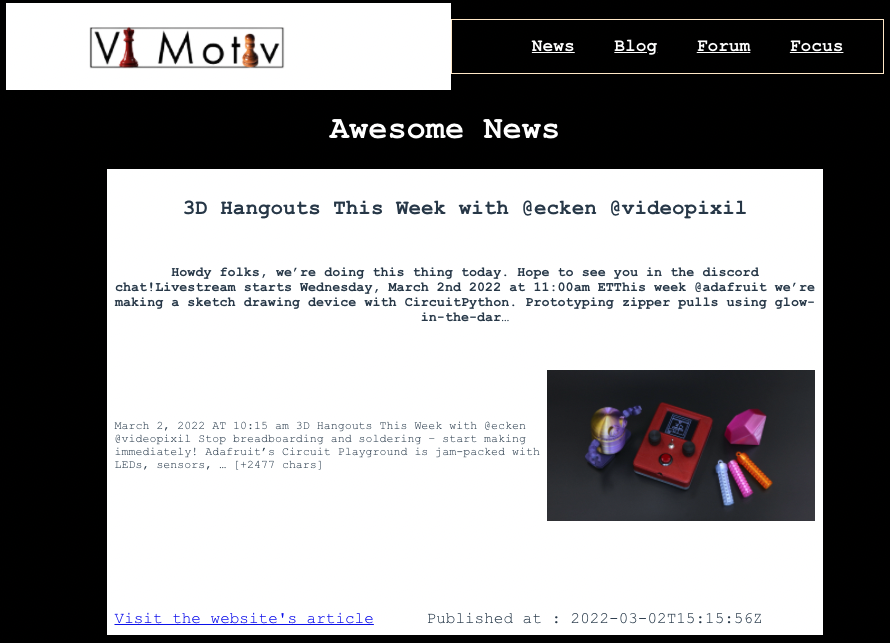 Vi Motiv
News Blog Forum Focus
Awesome News
3D Hangouts This Week with @ecken @videopixil
Howdy folks, we’re doing this thing today. Hope to see you in the discord
chat!Livestream starts Wednesday, March 2nd 2022 at 11:00am ETThis week @adafruit we’re
making a sketch drawing device with CircuitPython. Prototyping zipper pulls using glow-
in-the-dar…
March 2, 2022 AT 10:15 am 3D Hangouts This Week with @ecken
@videopixil Stop breadboarding and soldering – start making
immediately! Adafruit’s Circuit Playground is jam-packed with
LEDs, sensors, … [+2477 chars]
Visit the website's article Published at : 2022-03-02T15:15:56Z